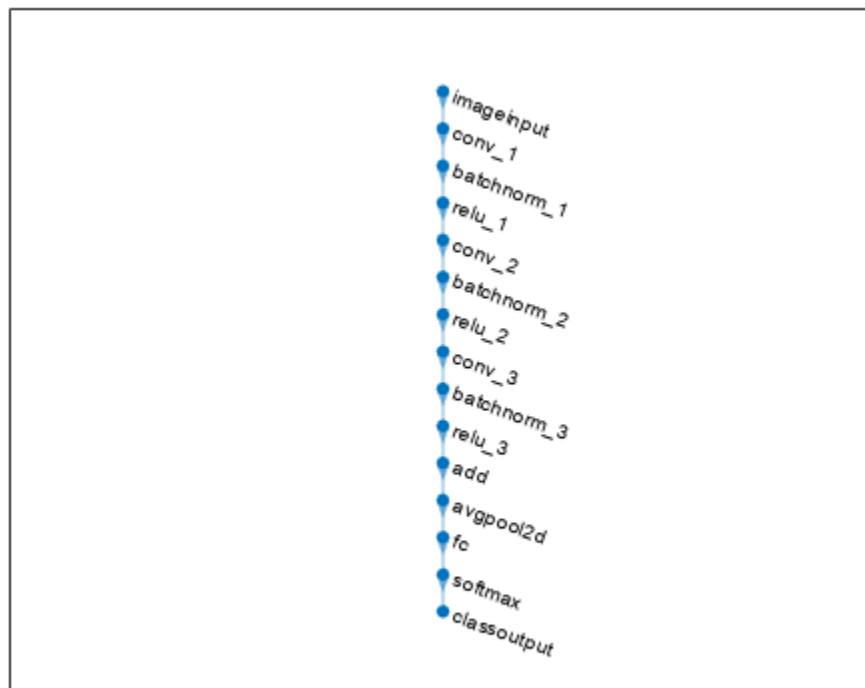 imageinput
conv_1
batchnorm_1
relu_1
conv_2
batchnorm_2
relu_2
conv_3
batchnorm_3
relu_3
add
avgpool2d
fc
softmax
classoutput